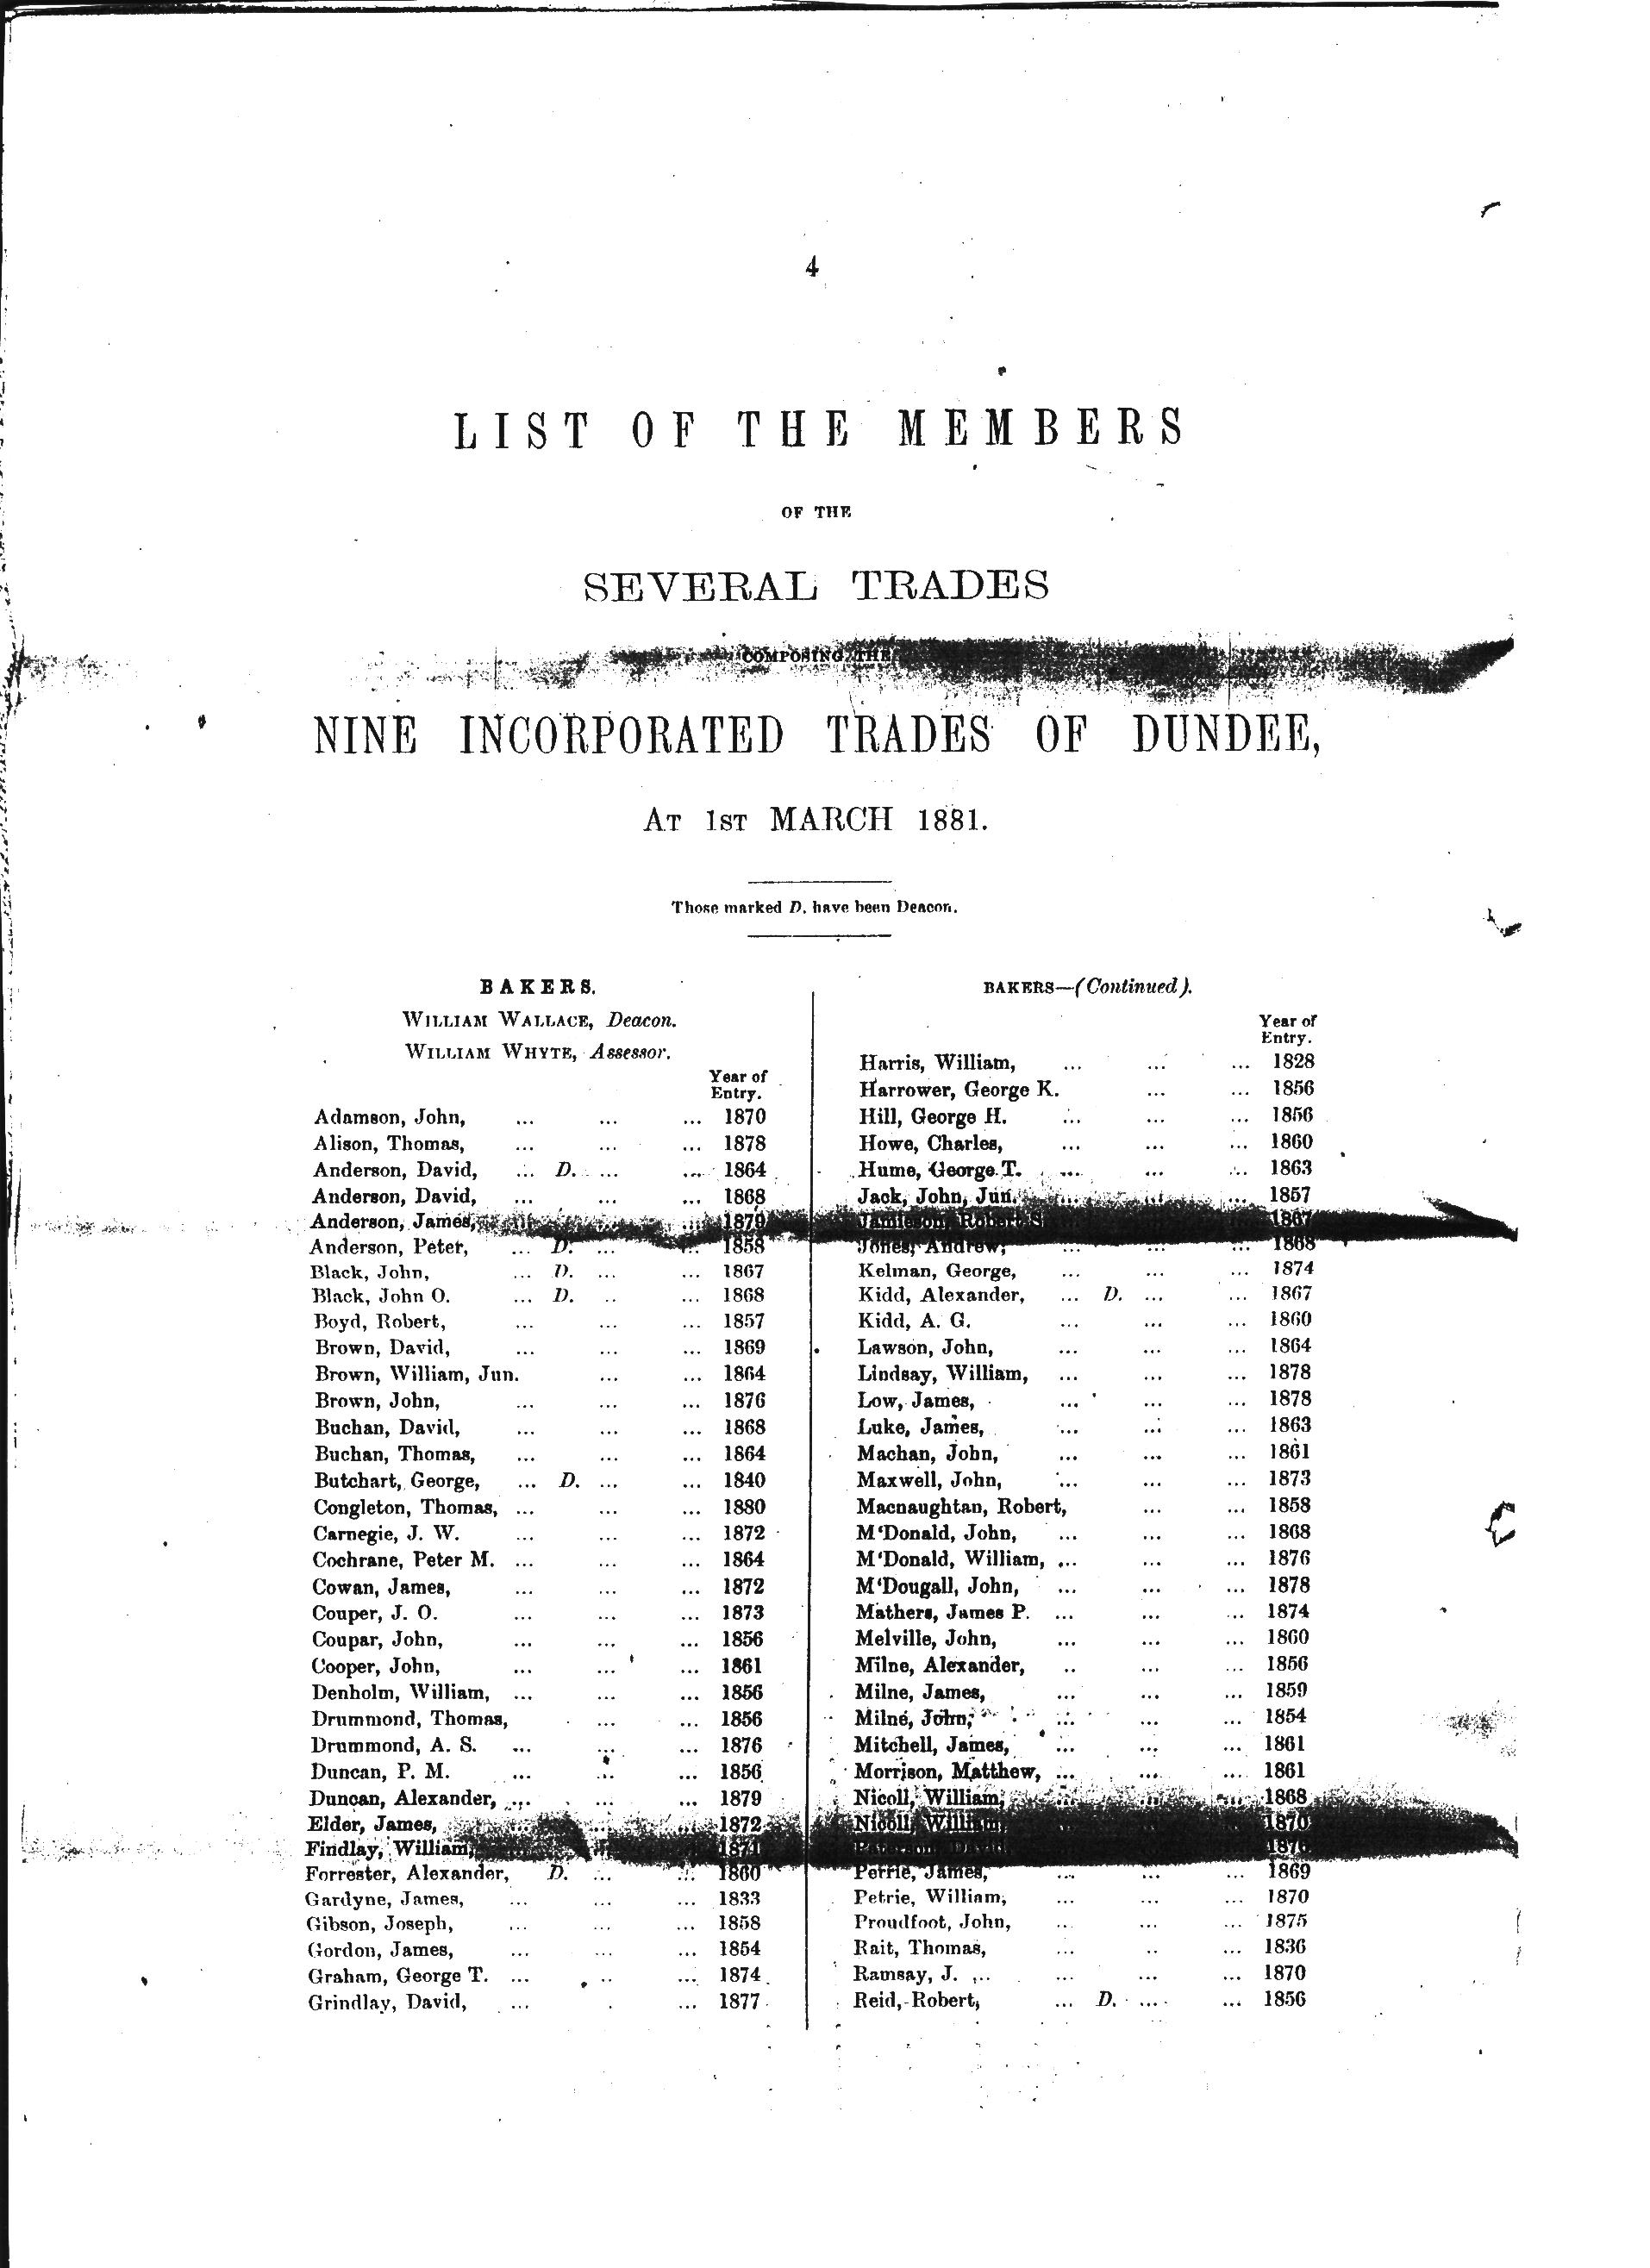 4
LIST OF THE MEMBERS
OF THE
SEVERAL TRADES
COMPOSING THE
NINE INCORPORATED TRADES OF DUNDEE,
AT 1ST MARCH 1881.
Those marked D. have been Deacon.
BAKERS.
WILLIAM WALLACE, Deacon.
WILLIAM WHYTE, Assessor.
Year of
Entry.
Adamson, John, ... ... ... 1870
Alison, Thomas, ... ... ... 1878
Anderson, David, ... D. ... ... 1864
Anderson, David, ... ... ... 1868
Anderson, James, ... ... ... 1879
Anderson, Peter, ... D. ... ... 1858
Black, John, ... D. ... ... 1867
Black, John O. ... D. .. ... 1868
Boyd, Robert, ... ... ... 1857
Brown, David, ... ... ... 1869
Brown, William, Jun. ... ... 1864
Brown, John, ... ... ... 1876
Buchan, David, ... ... ... 1868
Buchan, Thomas, ... ... ... 1864
Butchart, George, ... D. ... ... 1840
Congleton, Thomas, ... ... ... 1880
Carnegie, J. W. ... ... ... 1872
Cochrane, Peter M. ... ... ... 1864
Cowan, James, ... ... ... 1872
Couper, J. O. ... ... ... 1873
Coupar, John, ... ... ... 1856
Cooper, John, ... ... ... 1861
Denholm, William, ... ... ... 1856
Drummond, Thomas, ... ... 1856
Drummond, A. S. ... ... ... 1876
Duncan, P. M. ... ... ... 1856
Duncan, Alexander, ... ... ... 1879
Elder, James, ... ... ... 1872
Findlay, William, ... ... 1871
Forrester, Alexander, D. ... ... 1860
Gardyne, James, ... ... ... 1833
Gibson, Joseph, ... ... ... 1858
Gordon, James, ... ... ... 1854
Graham, George T. ... .. ... 1874
Grindlay, David, ... . ... 1877
BAKERS—(Continued).
Year of
Entry.
Harris, William, ... ... ... 1828
Harrower, George K. ... ... 1856
Hill, George H. ... ... ... 1856
Howe, Charles, ... ... ... 1860
Hume, George T. ... ... ... 1863
Jack, John, Jun. ... ... ... 1857
Jamieson, Robert S. 1867
Jones, Andrew, ... ... ... 1868
Kelman, George, ... ... ... 1874
Kidd, Alexander, ... D. ... ... 1867
Kidd, A. G. ... ... ... 1860
Lawson, John, ... ... ... 1864
Lindsay, William, ... ... ... 1878
Low, James, ... ... ... 1878
Luke, James, ... ... ... 1863
Machan, John, ... ... ... 1861
Maxwell, John, ... ... ... 1873
Macnaughtan, Robert, ... ... 1858
M‘Donald, John, ... ... ... 1868
M‘Donald, William, ... ... ... 1876
M‘Dougall, John, ... ... ... 1878
Mathers, James P. ... ... ... 1874
Melville, John, ... ... ... 1860
Milne, Alexander, .. ... ... 1856
Milne, James, ... ... ... 1859
Milne, John, ... ... ... 1854
Mitchell, James, ... ... ... 1861
Morrison, Matthew, ... ... ... 1861
Nicoll, William, ... ... ... 1868
Nicoll, William, 1870
Paterson, David,
Petrie, James, ... ... ... 1869
Petrie, William, ... ... ... 1870
Proudfoot, John, ... ... ... 1875
Rait, Thomas, ... .. ... 1836
Ramsay, J. ... ... ... ... 1870
Reid, Robert, ... D. ... ... 1856